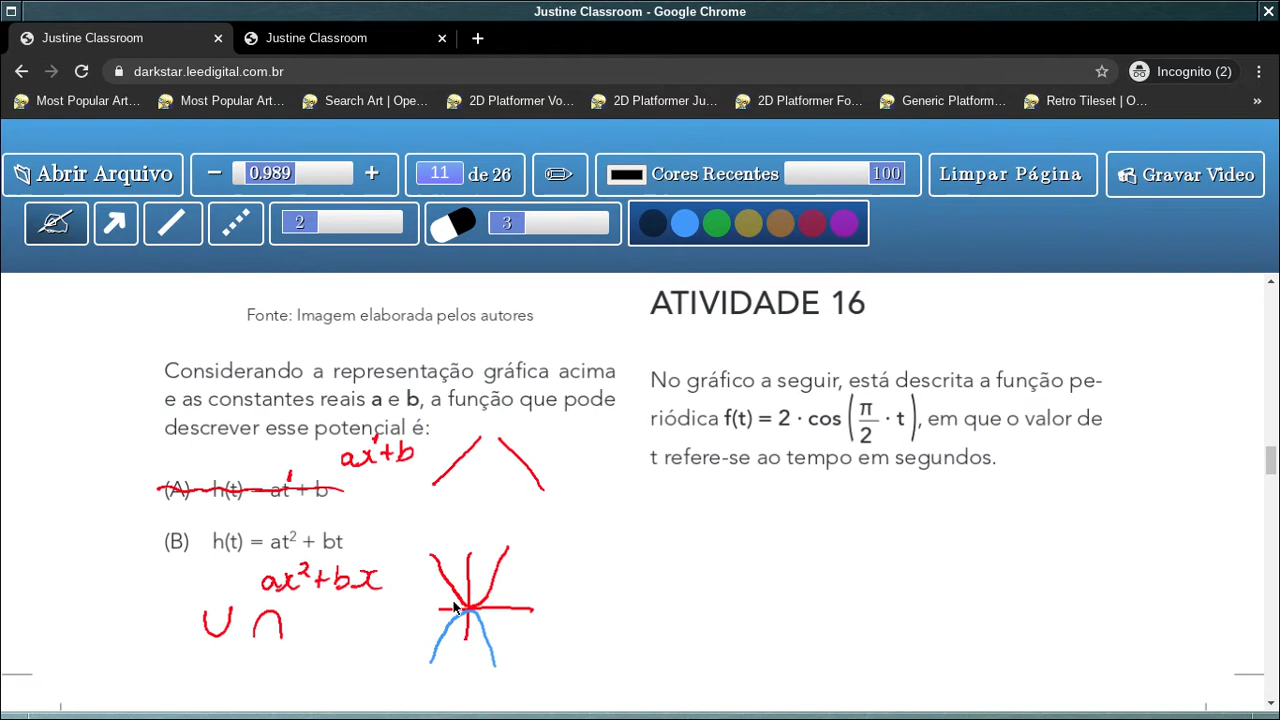 Justine Classroom - Google Chrome
Justine Classroom
Justine Classroom
darkstar.leedigital.com.br
Incognito (2)
Most Popular Art...
Most Popular Art...
Search Art | Ope...
2D Platformer Vo...
2D Platformer Ju...
2D Platformer Fo...
Generic Platform...
Retro Tileset | O...
»
Abrir Arquivo
− 0.989 +
11 de 26
Cores Recentes 100
Limpar Página
Gravar Video
2
3
Fonte: Imagem elaborada pelos autores
Considerando a representação gráfica acima
e as constantes reais a e b, a função que pode
descrever esse potencial é:
ax¹+b
(A) h(t) = at¹ + b
(B) h(t) = at² + bt
ax²+bx
ATIVIDADE 16
No gráfico a seguir, está descrita a função pe-
riódica f(t) = 2 · cos (π/2 · t), em que o valor de
t refere-se ao tempo em segundos.